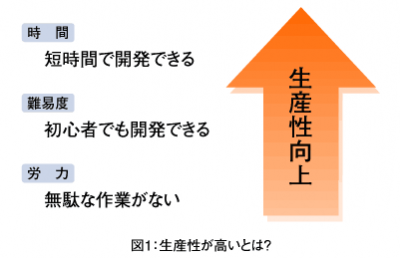 時　間
短時間で開発できる
難易度
初心者でも開発できる
労　力
無駄な作業がない
生産性向上
図1:生産性が高いとは?